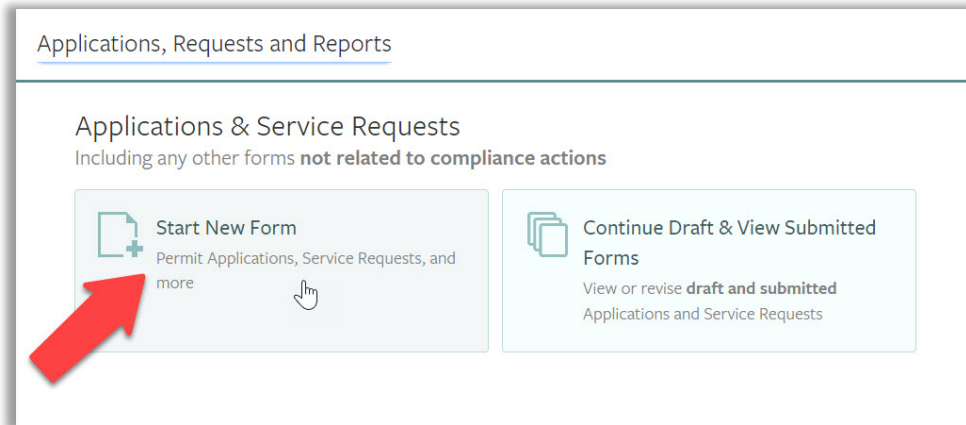 Applications, Requests and Reports
Applications & Service Requests
Including any other forms not related to compliance actions
Start New Form
Permit Applications, Service Requests, and
more
Continue Draft & View Submitted
Forms
View or revise draft and submitted
Applications and Service Requests